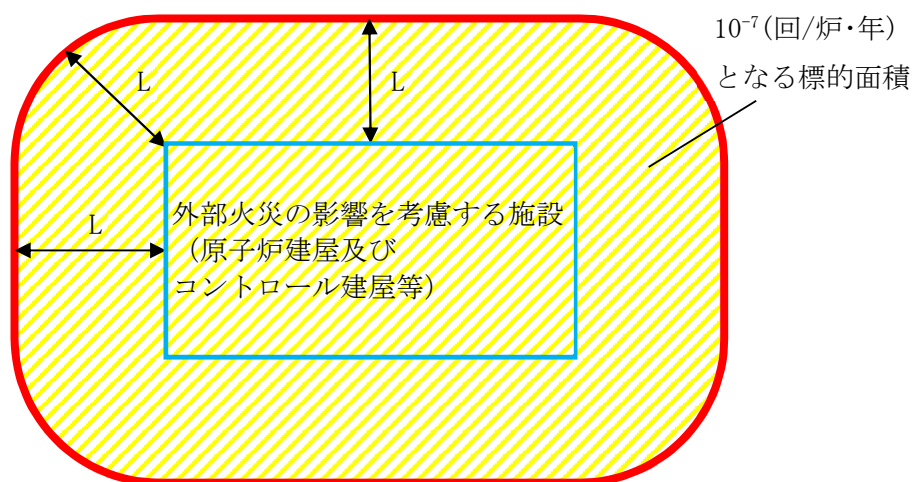 10⁻⁷(回/炉・年)
となる標的面積
L
L
L
外部火災の影響を考慮する施設
（原子炉建屋及び
コントロール建屋等）